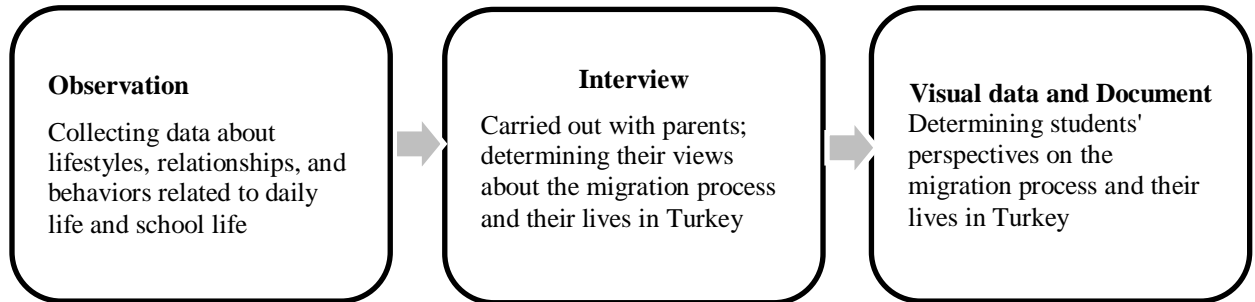 Observation
Collecting data about
lifestyles, relationships, and
behaviors related to daily
life and school life
Interview
Carried out with parents;
determining their views
about the migration process
and their lives in Turkey
Visual data and Document
Determining students'
perspectives on the
migration process and their
lives in Turkey